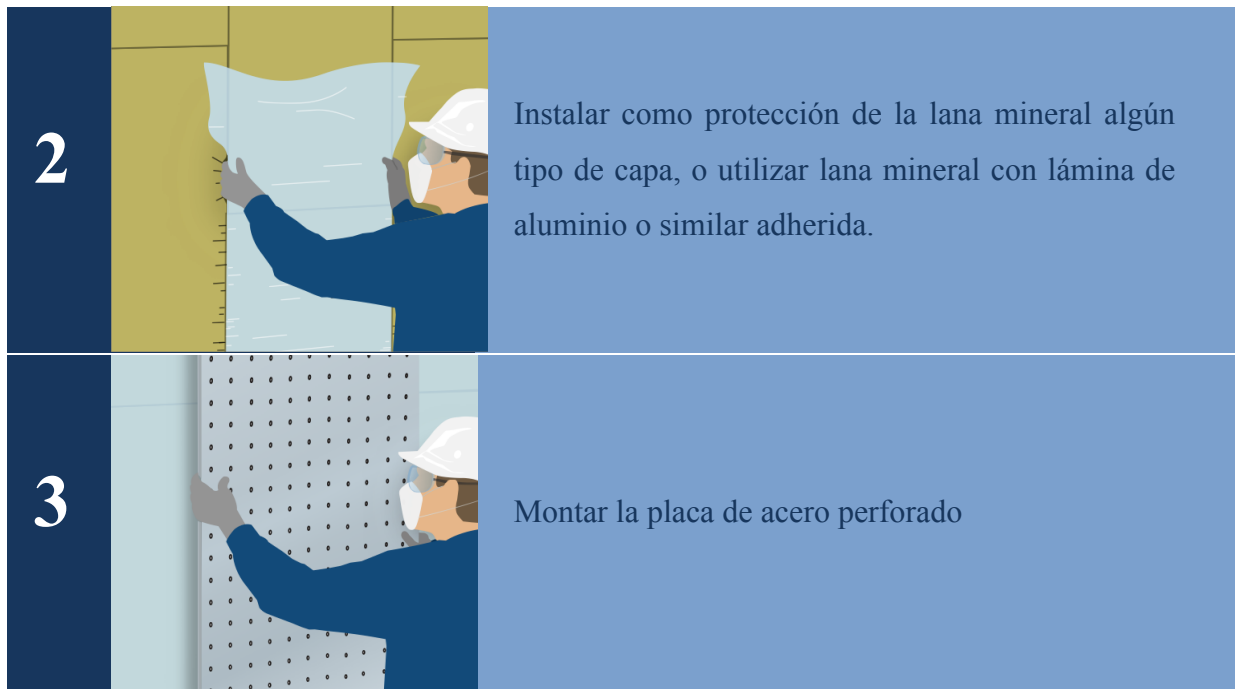 2
Instalar como protección de la lana mineral algún
tipo de capa, o utilizar lana mineral con lámina de
aluminio o similar adherida.
3
Montar la placa de acero perforado